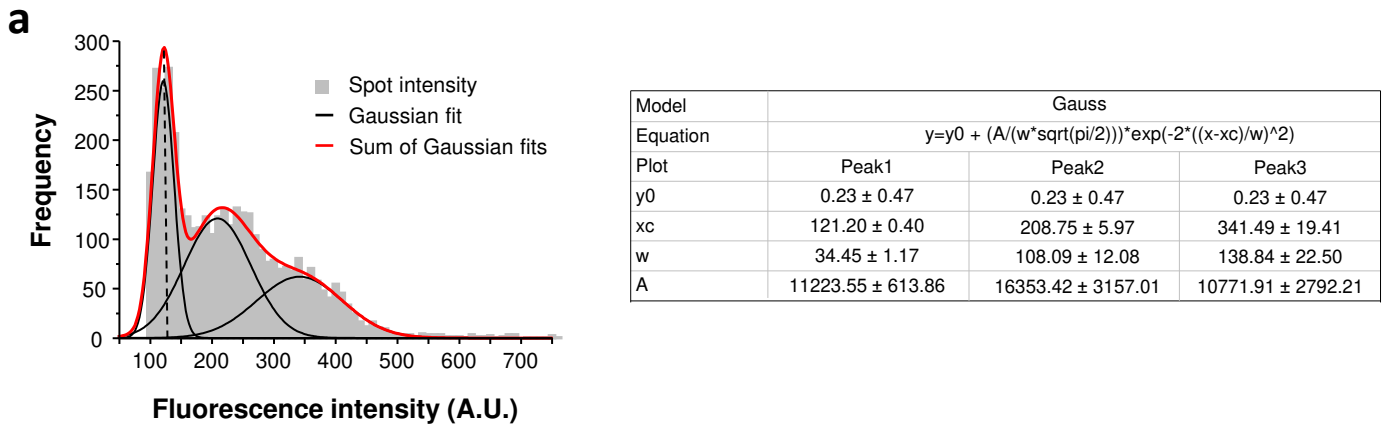 a
300
250
200
150
100
50
0
Frequency
100 200 300 400 500 600 700
Fluorescence intensity (A.U.)
Spot intensity
Gaussian fit
Sum of Gaussian fits
Model Gauss
Equation y=y0 + (A/(w*sqrt(pi/2)))*exp(-2*((x-xc)/w)^2)
Plot Peak1 Peak2 Peak3
y0 0.23 ± 0.47 0.23 ± 0.47 0.23 ± 0.47
xc 121.20 ± 0.40 208.75 ± 5.97 341.49 ± 19.41
w 34.45 ± 1.17 108.09 ± 12.08 138.84 ± 22.50
A 11223.55 ± 613.86 16353.42 ± 3157.01 10771.91 ± 2792.21